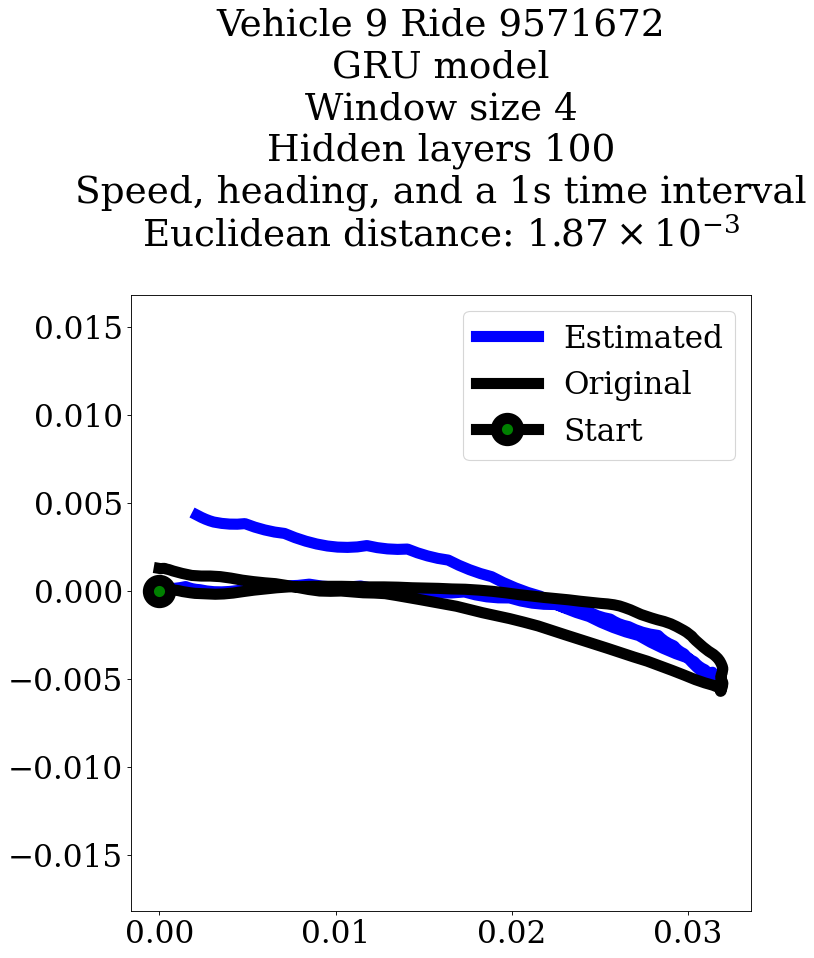 Vehicle 9 Ride 9571672
GRU model
Window size 4
Hidden layers 100
Speed, heading, and a 1s time interval
Euclidean distance: 1.87 × 10⁻³
Estimated
Original
Start
0.015
0.010
0.005
0.000
−0.005
−0.010
−0.015
0.00 0.01 0.02 0.03